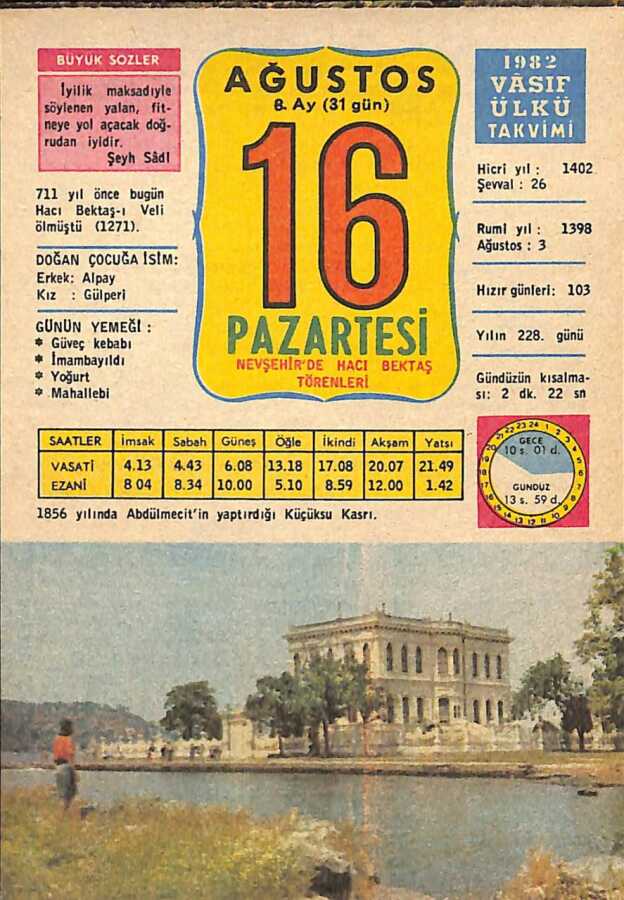 BÜYÜK SÖZLER
İyilik maksadıyle
söylenen yalan, fit-
neye yol açacak doğ-
rudan iyidir.
Şeyh Sâdî
711 yıl önce bugün
Hacı Bektaş-ı Veli
ölmüştü (1271).
DOĞAN ÇOCUĞA İSİM:
Erkek: Alpay
Kız : Gülperi
GÜNÜN YEMEĞİ :
* Güveç kebabı
* İmambayıldı
* Yoğurt
* Mahallebi
AĞUSTOS
8. Ay (31 gün)
16
PAZARTESİ
NEVŞEHİR'DE HACI BEKTAŞ
TÖRENLERİ
1982
VÂSIF
ÜLKÜ
TAKVİMİ
Hicrî yıl : 1402
Şevval : 26
Rumî yıl : 1398
Ağustos : 3
Hızır günleri: 103
Yılın 228. günü
Gündüzün kısalma-
sı: 2 dk. 22 sn
SAATLER İmsak Sabah Güneş Öğle İkindi Akşam Yatsı
VASATİ 4.13 4.43 6.08 13.18 17.08 20.07 21.49
EZANİ 8 04 8.34 10.00 5.10 8.59 12.00 1.42
GECE
10 s. 01 d.
GÜNDÜZ
13 s. 59 d.
1856 yılında Abdülmecit'in yaptırdığı Küçüksu Kasrı.